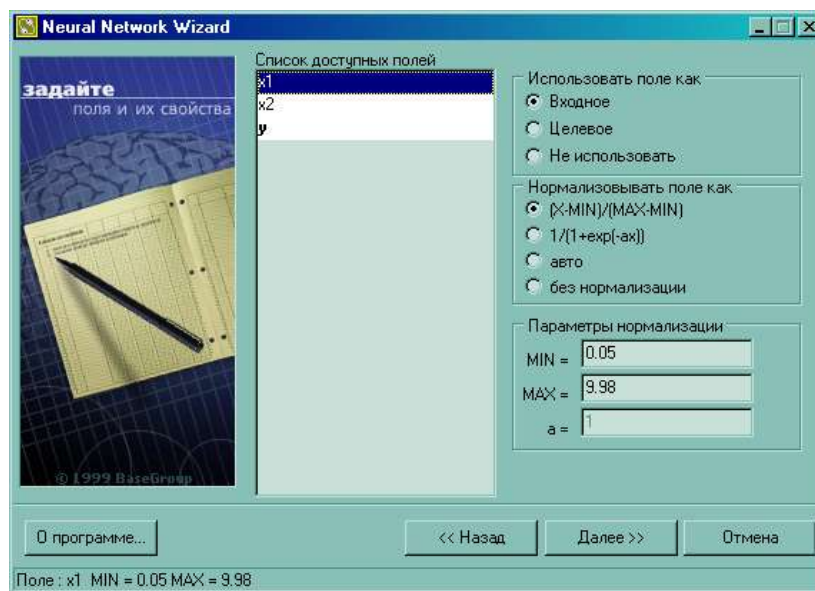 Neural Network Wizard
задайте
поля и их свойства
© 1999 BaseGroup
Список доступных полей
x1
x2
y
Использовать поле как
Входное
Целевое
Не использовать
Нормализовывать поле как
(X-MIN)/(MAX-MIN)
1/(1+exp(-ax))
авто
без нормализации
Параметры нормализации
MIN = 0.05
MAX = 9.98
a = 1
О программе...
<< Назад
Далее >>
Отмена
Поле : x1 MIN = 0.05 MAX = 9.98